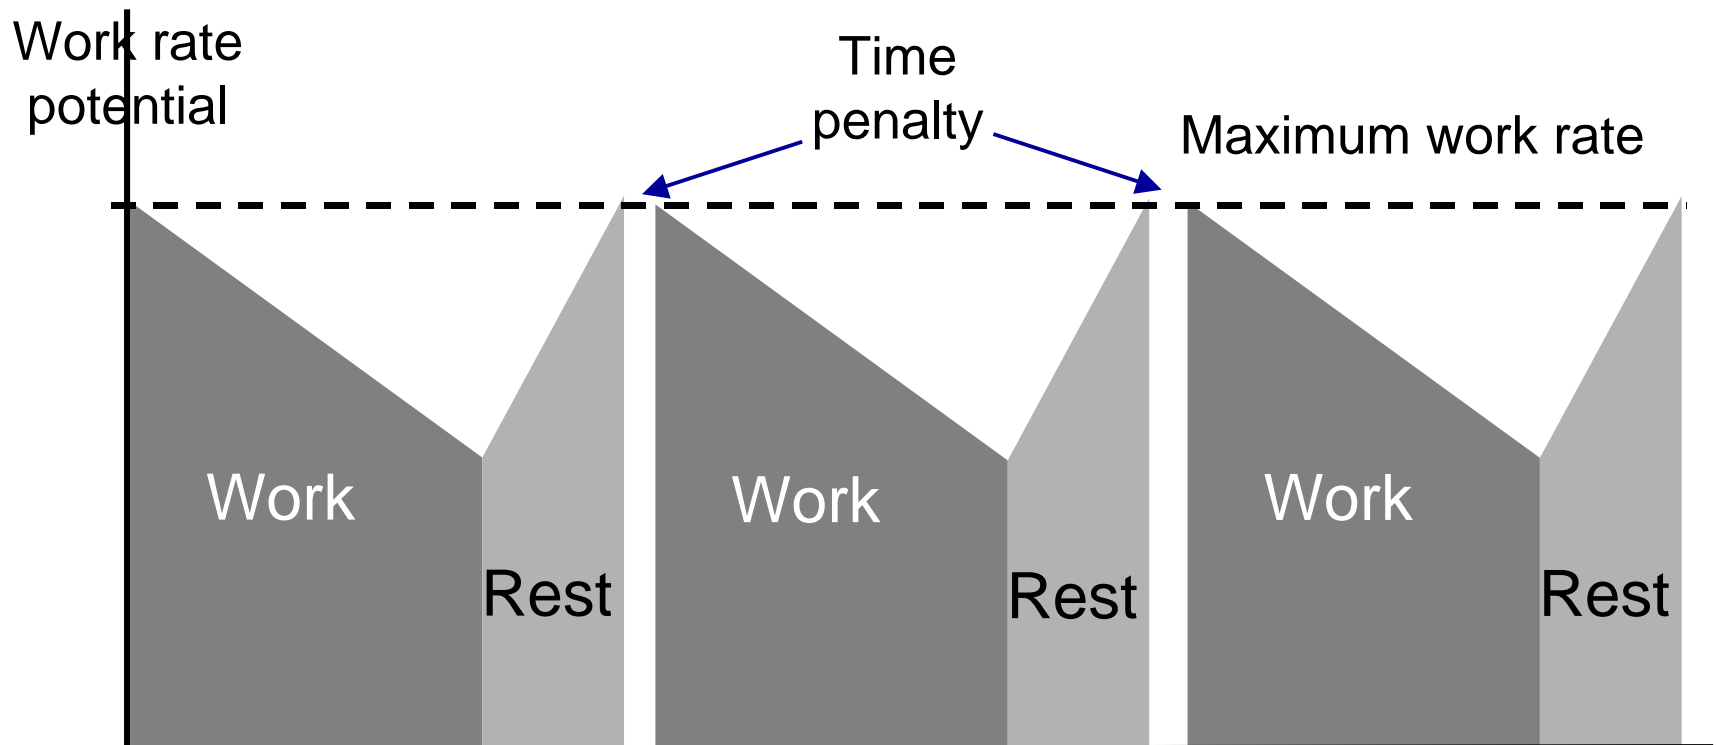 Work rate
potential
Time
penalty
Maximum work rate
Work
Rest
Work
Rest
Work
Rest